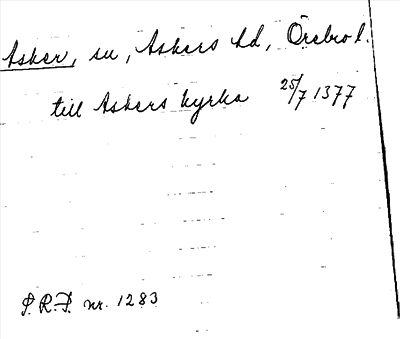 Asker, sn, Askers hd, Örebro l.
till Askers kyrka 25/7 1377
S.R.P. nr. 1283